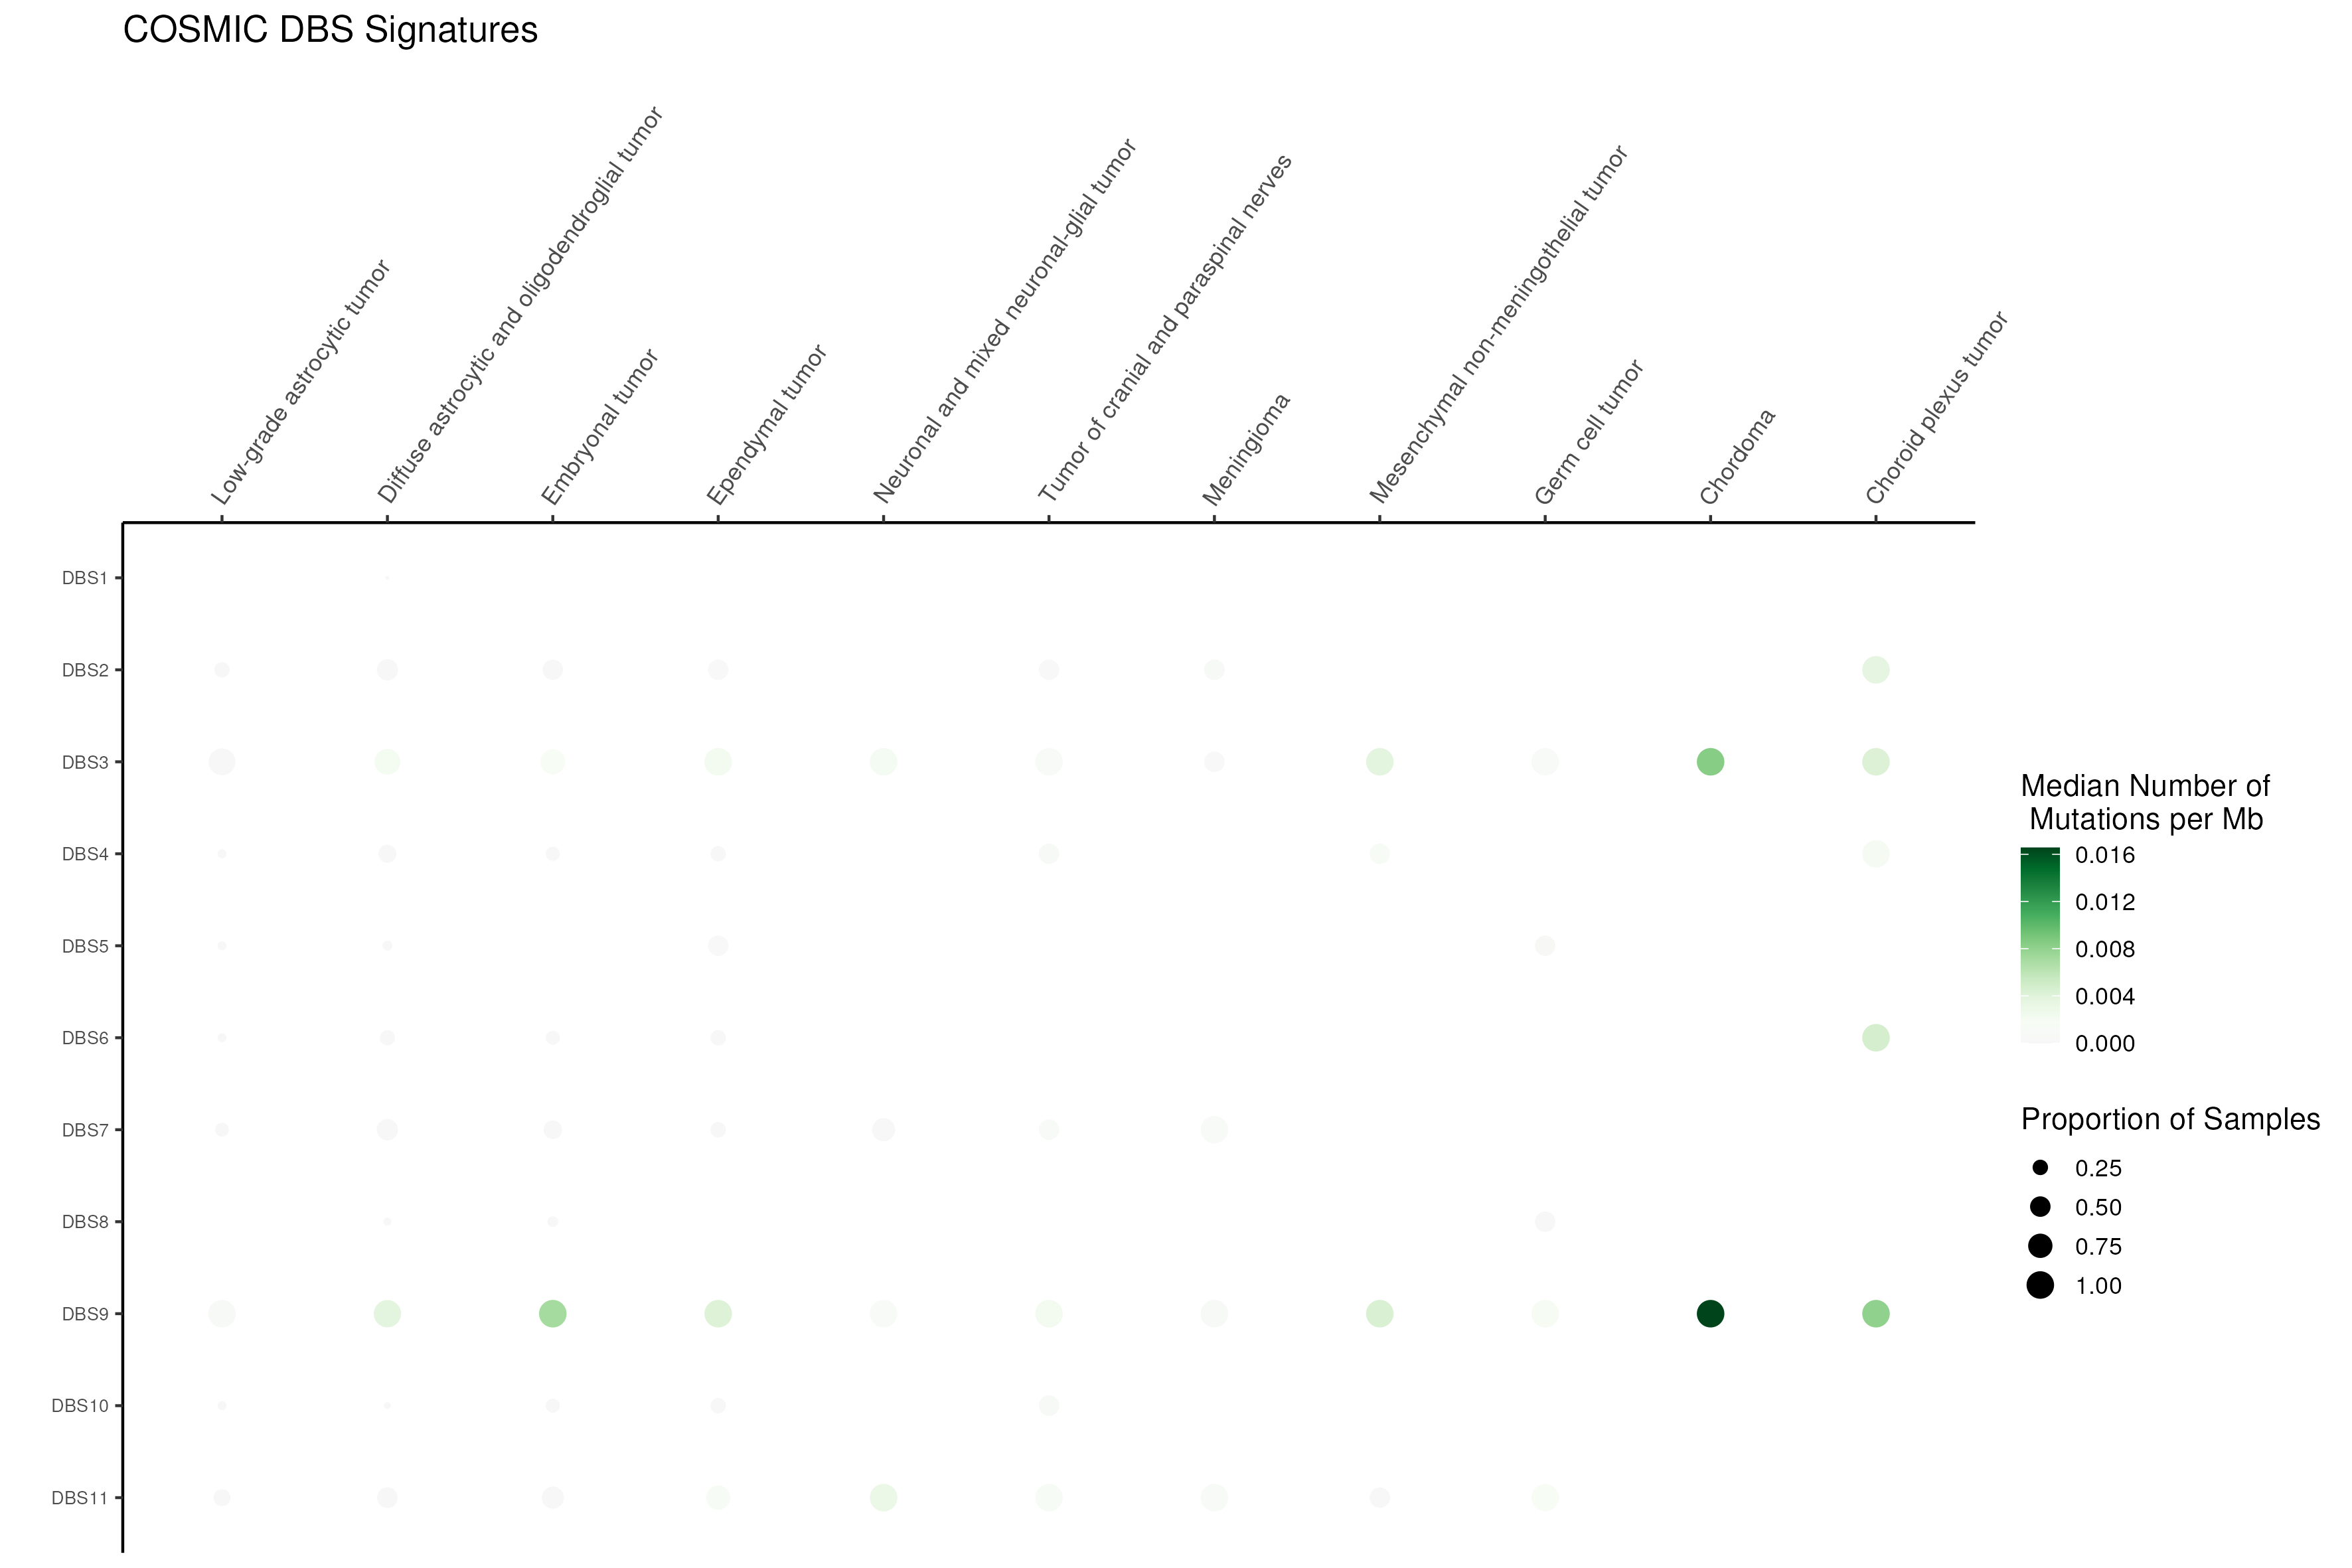 COSMIC DBS Signatures
Low-grade astrocytic tumor
Diffuse astrocytic and oligodendroglial tumor
Embryonal tumor
Ependymal tumor
Neuronal and mixed neuronal-glial tumor
Tumor of cranial and paraspinal nerves
Meningioma
Mesenchymal non-meningothelial tumor
Germ cell tumor
Chordoma
Choroid plexus tumor
DBS1
DBS2
DBS3
DBS4
DBS5
DBS6
DBS7
DBS8
DBS9
DBS10
DBS11
Median Number of
Mutations per Mb
0.016
0.012
0.008
0.004
0.000
Proportion of Samples
0.25
0.50
0.75
1.00